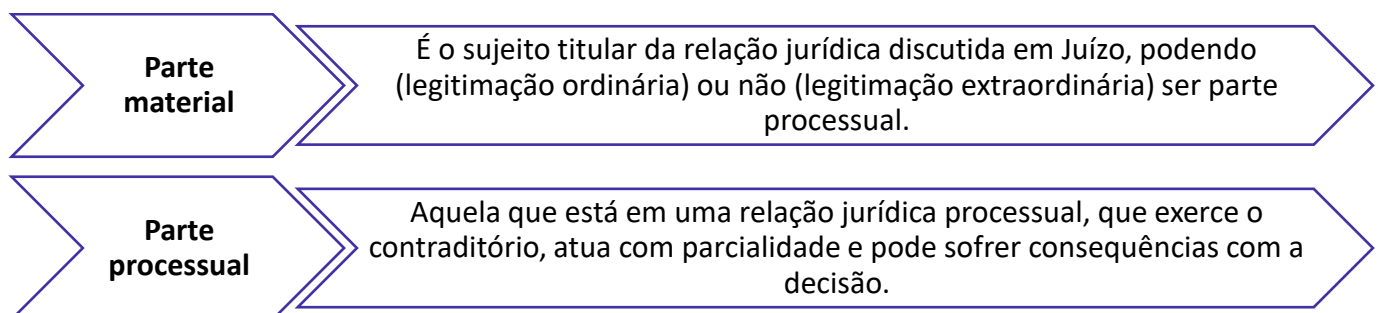 Parte
material
É o sujeito titular da relação jurídica discutida em Juízo, podendo
(legitimação ordinária) ou não (legitimação extraordinária) ser parte
processual.
Parte
processual
Aquela que está em uma relação jurídica processual, que exerce o
contraditório, atua com parcialidade e pode sofrer consequências com a
decisão.